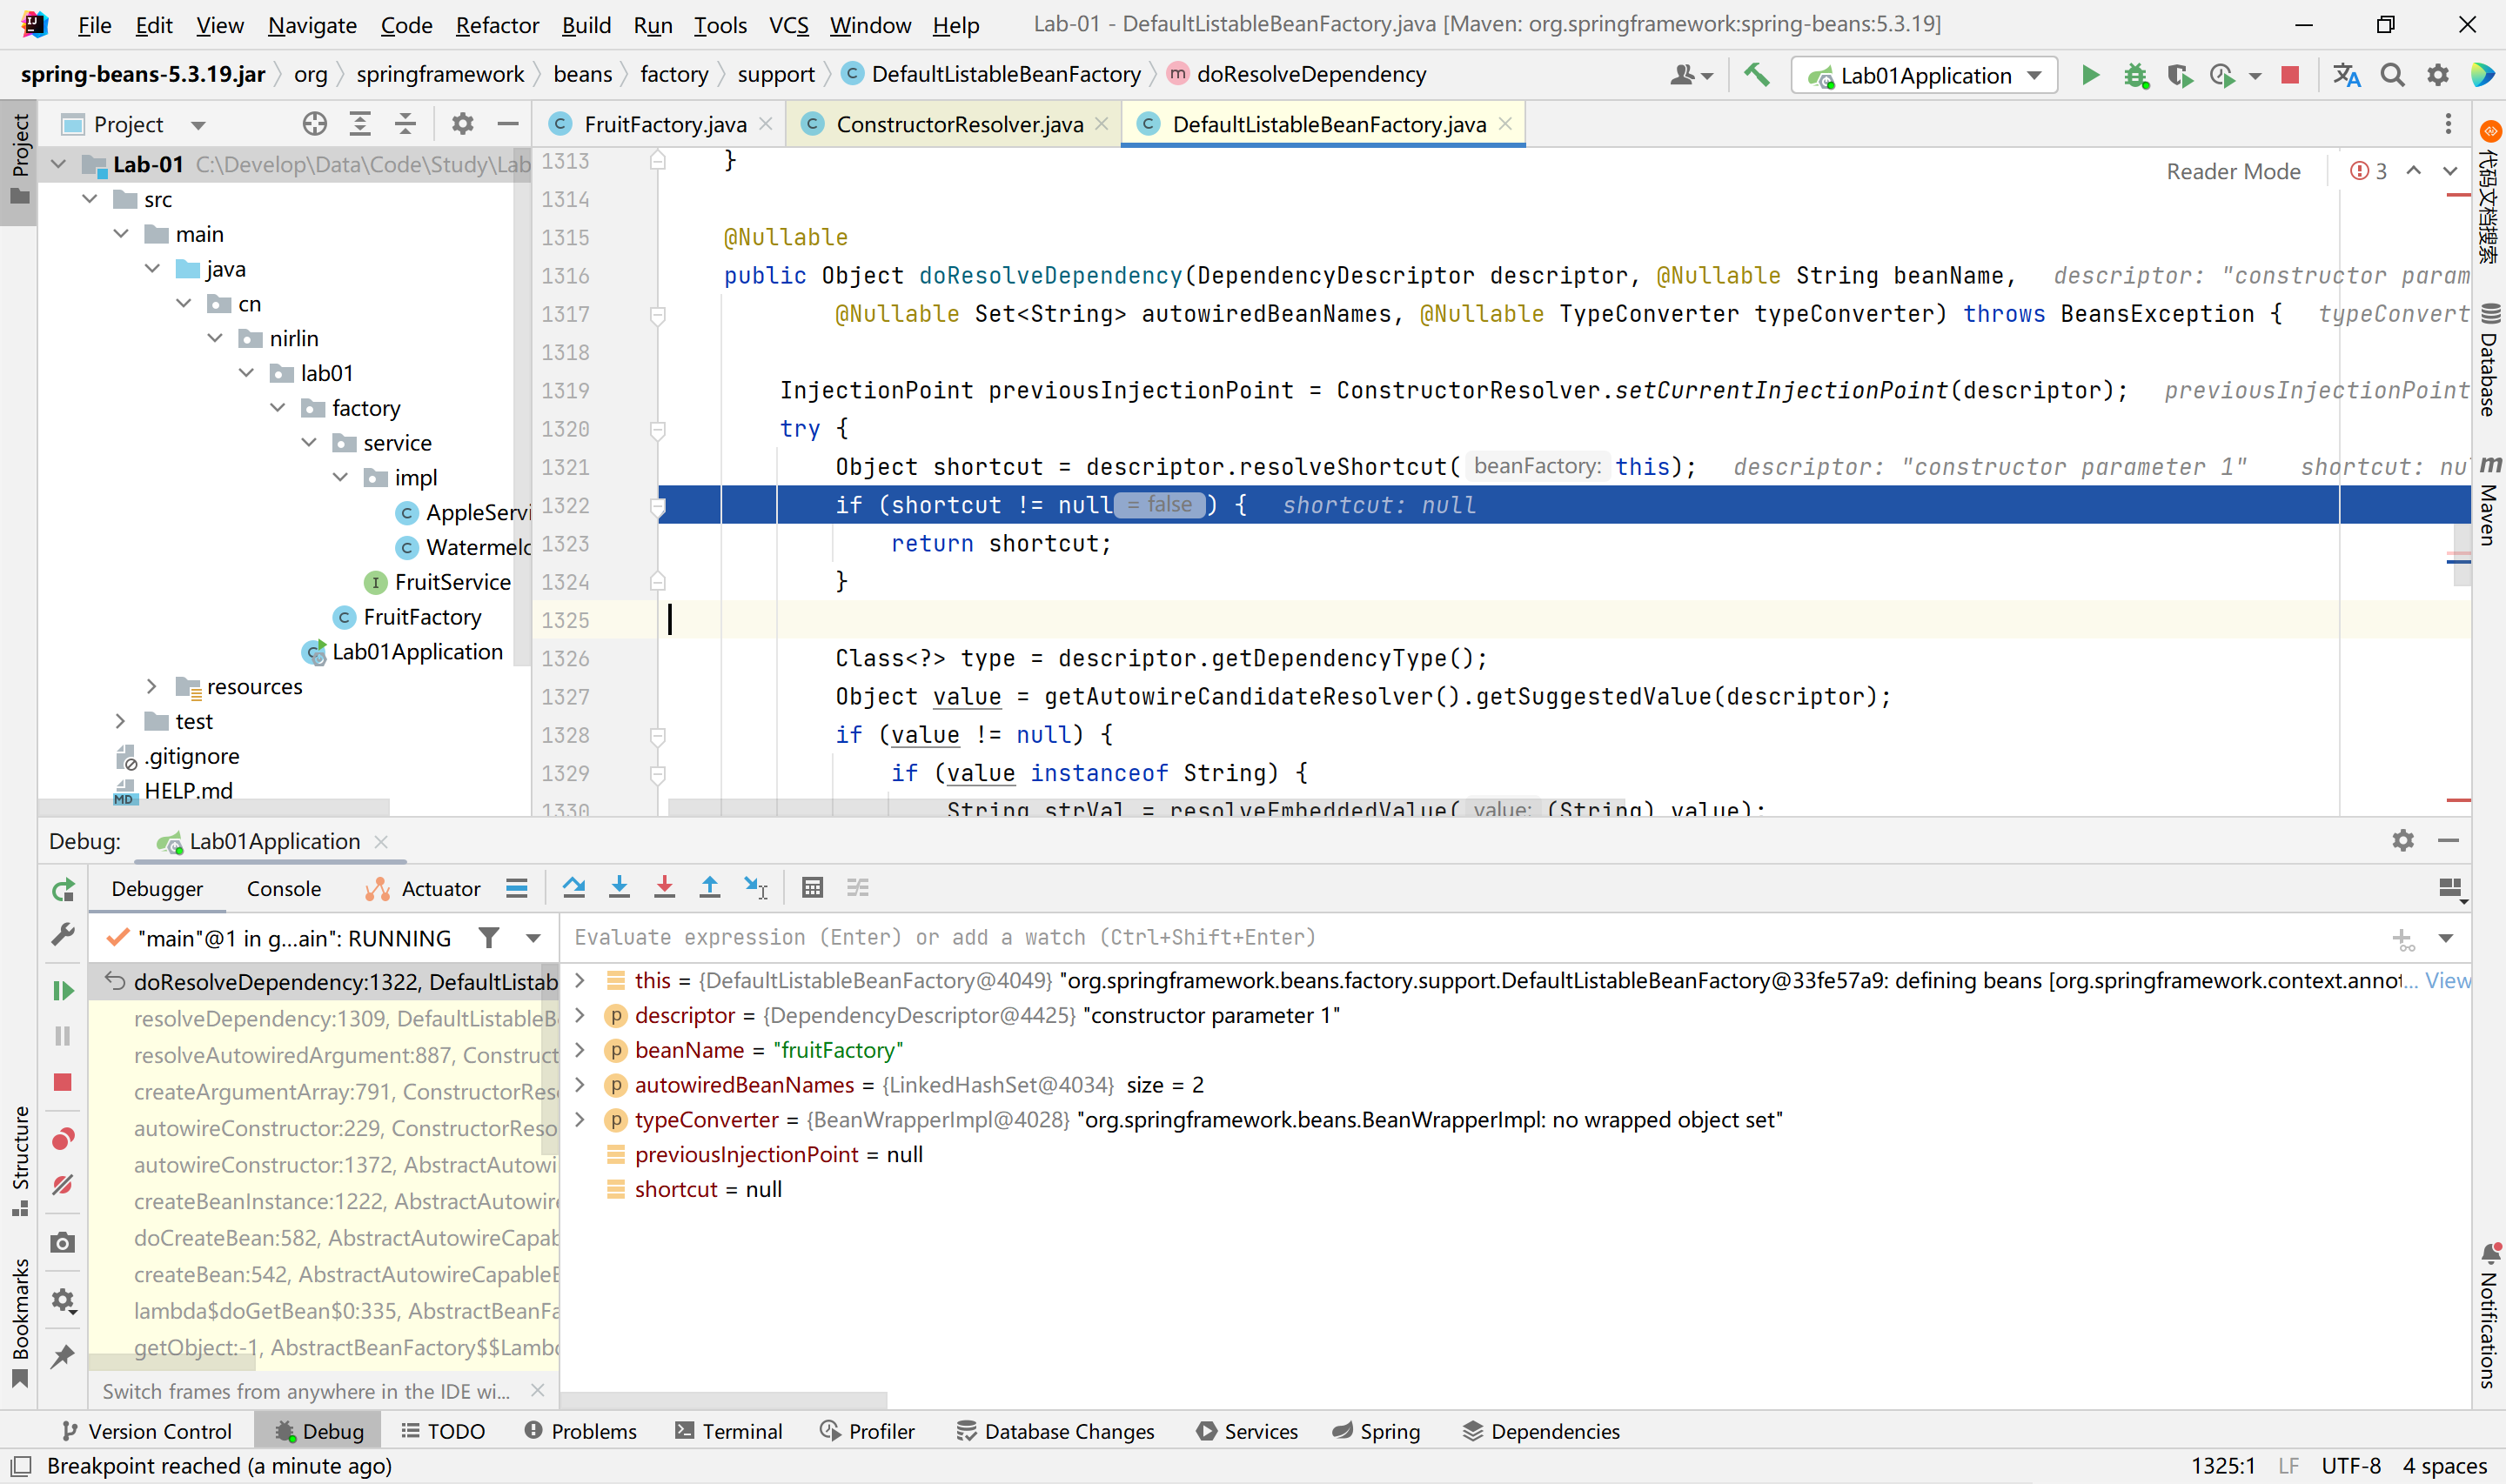 File Edit View Navigate Code Refactor Build Run Tools VCS Window Help Lab-01 - DefaultListableBeanFactory.java [Maven: org.springframework:spring-beans:5.3.19]
spring-beans-5.3.19.jar org springframework beans factory support DefaultListableBeanFactory doResolveDependency Lab01Application
Project
Project
FruitFactory.java ConstructorResolver.java DefaultListableBeanFactory.java
Lab-01 C:\Develop\Data\Code\Study\Lab
src
main
java
cn
nirlin
lab01
factory
service
impl
AppleServi
Watermelo
FruitService
FruitFactory
Lab01Application
resources
test
.gitignore
HELP.md
Reader Mode 3
1313 }
1314
1315 @Nullable
1316 public Object doResolveDependency(DependencyDescriptor descriptor, @Nullable String beanName, descriptor: "constructor param
1317 @Nullable Set<String> autowiredBeanNames, @Nullable TypeConverter typeConverter) throws BeansException { typeConvert
1318
1319 InjectionPoint previousInjectionPoint = ConstructorResolver.setCurrentInjectionPoint(descriptor); previousInjectionPoint
1320 try {
1321 Object shortcut = descriptor.resolveShortcut( beanFactory: this); descriptor: "constructor parameter 1" shortcut: nu
1322 if (shortcut != null = false ) { shortcut: null
1323 return shortcut;
1324 }
1325
1326 Class<?> type = descriptor.getDependencyType();
1327 Object value = getAutowireCandidateResolver().getSuggestedValue(descriptor);
1328 if (value != null) {
1329 if (value instanceof String) {
1330 String strVal = resolveEmbeddedValue( value: (String) value);
代码文档搜索
Database
m Maven
Notifications
Structure
Bookmarks
Debug: Lab01Application
Debugger Console Actuator
"main"@1 in g...ain": RUNNING
Evaluate expression (Enter) or add a watch (Ctrl+Shift+Enter)
doResolveDependency:1322, DefaultListab
resolveDependency:1309, DefaultListableB
resolveAutowiredArgument:887, Construct
createArgumentArray:791, ConstructorRes
autowireConstructor:229, ConstructorReso
autowireConstructor:1372, AbstractAutowi
createBeanInstance:1222, AbstractAutowire
doCreateBean:582, AbstractAutowireCapab
createBean:542, AbstractAutowireCapableB
lambda$doGetBean$0:335, AbstractBeanFa
getObject:-1, AbstractBeanFactory$$Lambd
Switch frames from anywhere in the IDE wi...
this = {DefaultListableBeanFactory@4049} "org.springframework.beans.factory.support.DefaultListableBeanFactory@33fe57a9: defining beans [org.springframework.context.annot... View
descriptor = {DependencyDescriptor@4425} "constructor parameter 1"
beanName = "fruitFactory"
autowiredBeanNames = {LinkedHashSet@4034} size = 2
typeConverter = {BeanWrapperImpl@4028} "org.springframework.beans.BeanWrapperImpl: no wrapped object set"
previousInjectionPoint = null
shortcut = null
Version Control Debug TODO Problems Terminal Profiler Database Changes Services Spring Dependencies
Breakpoint reached (a minute ago) 1325:1 LF UTF-8 4 spaces